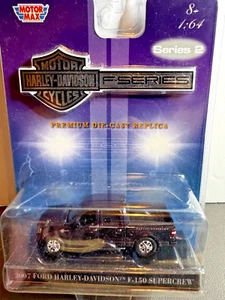 MOTOR
MAX
8+
1:64
Series 2
MOTOR
HARLEY-DAVIDSON
CYCLES
F-SERIES
PREMIUM DIE-CAST REPLICA
2007 FORD HARLEY-DAVIDSON™ F-150 SUPERCREW